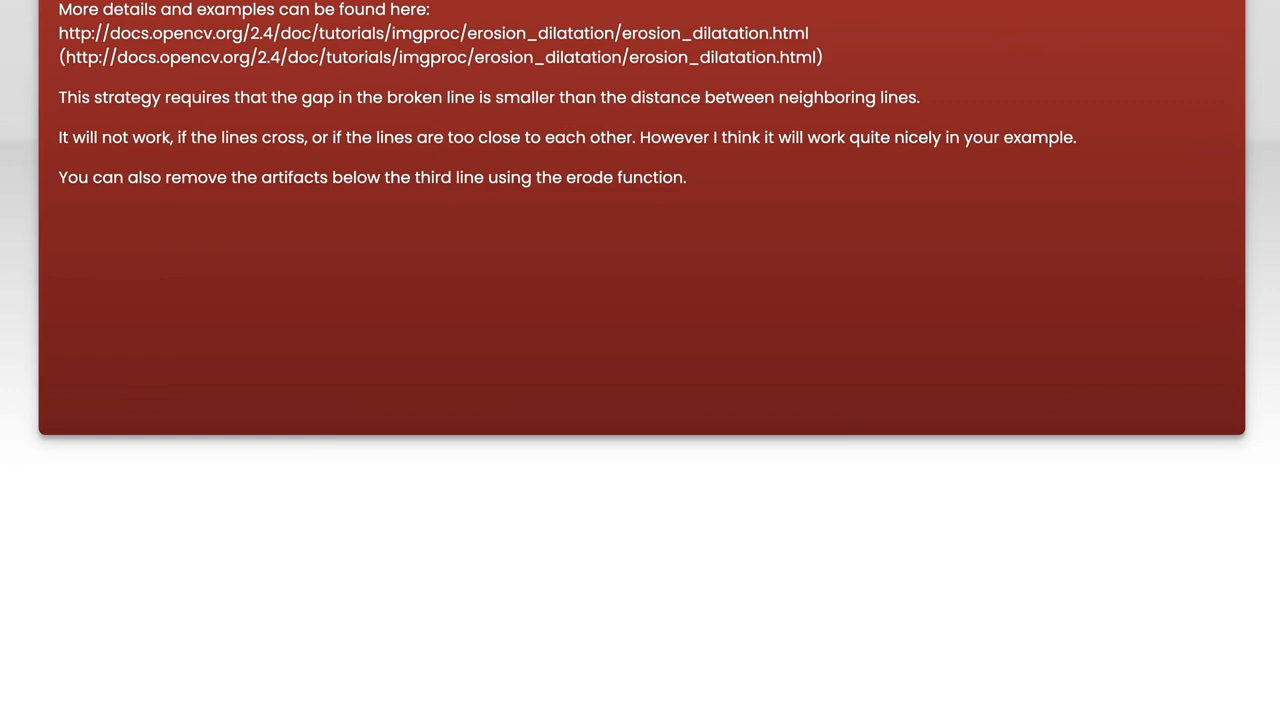 More details and examples can be found here:
http://docs.opencv.org/2.4/doc/tutorials/imgproc/erosion_dilatation/erosion_dilatation.html
(http://docs.opencv.org/2.4/doc/tutorials/imgproc/erosion_dilatation/erosion_dilatation.html)
This strategy requires that the gap in the broken line is smaller than the distance between neighboring lines.
It will not work, if the lines cross, or if the lines are too close to each other. However I think it will work quite nicely in your example.
You can also remove the artifacts below the third line using the erode function.